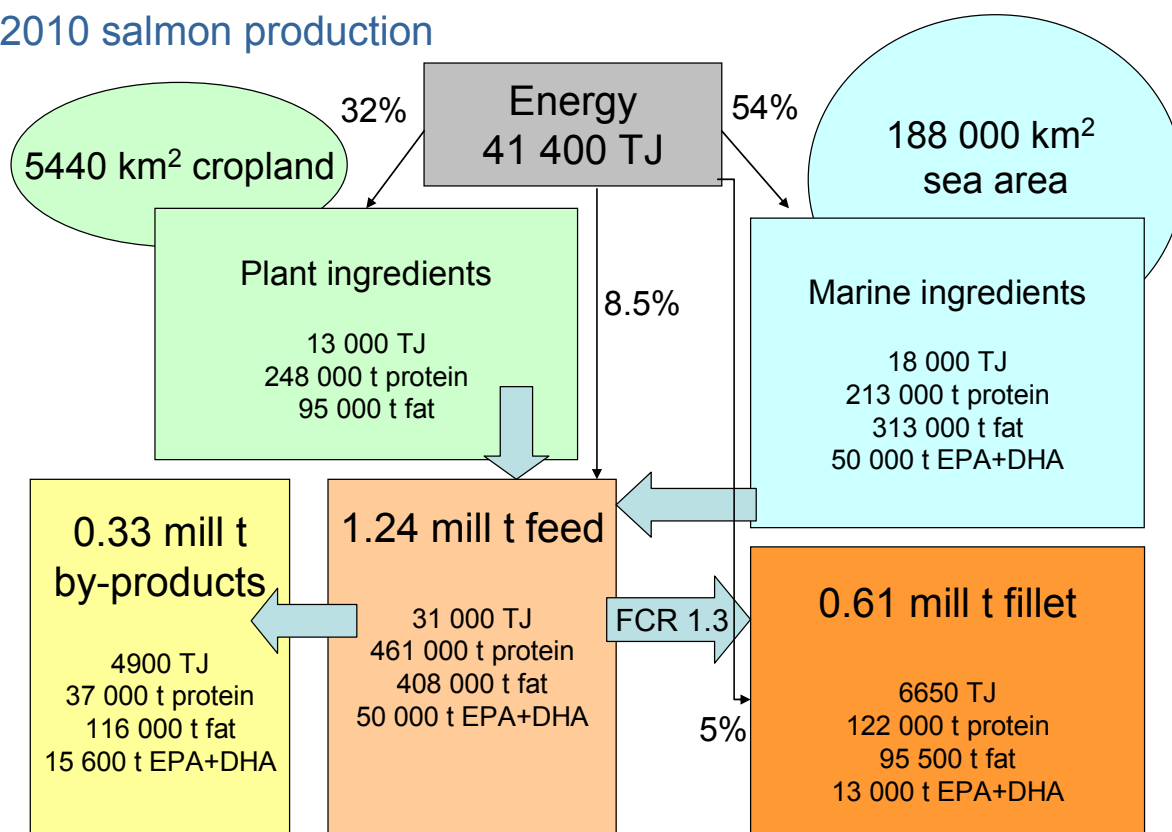 2010 salmon production
Energy
41 400 TJ
32%
54%
8.5%
5%
5440 km² cropland
188 000 km²
sea area
Plant ingredients
13 000 TJ
248 000 t protein
95 000 t fat
Marine ingredients
18 000 TJ
213 000 t protein
313 000 t fat
50 000 t EPA+DHA
0.33 mill t
by-products
4900 TJ
37 000 t protein
116 000 t fat
15 600 t EPA+DHA
1.24 mill t feed
31 000 TJ
461 000 t protein
408 000 t fat
50 000 t EPA+DHA
FCR 1.3
0.61 mill t fillet
6650 TJ
122 000 t protein
95 500 t fat
13 000 t EPA+DHA